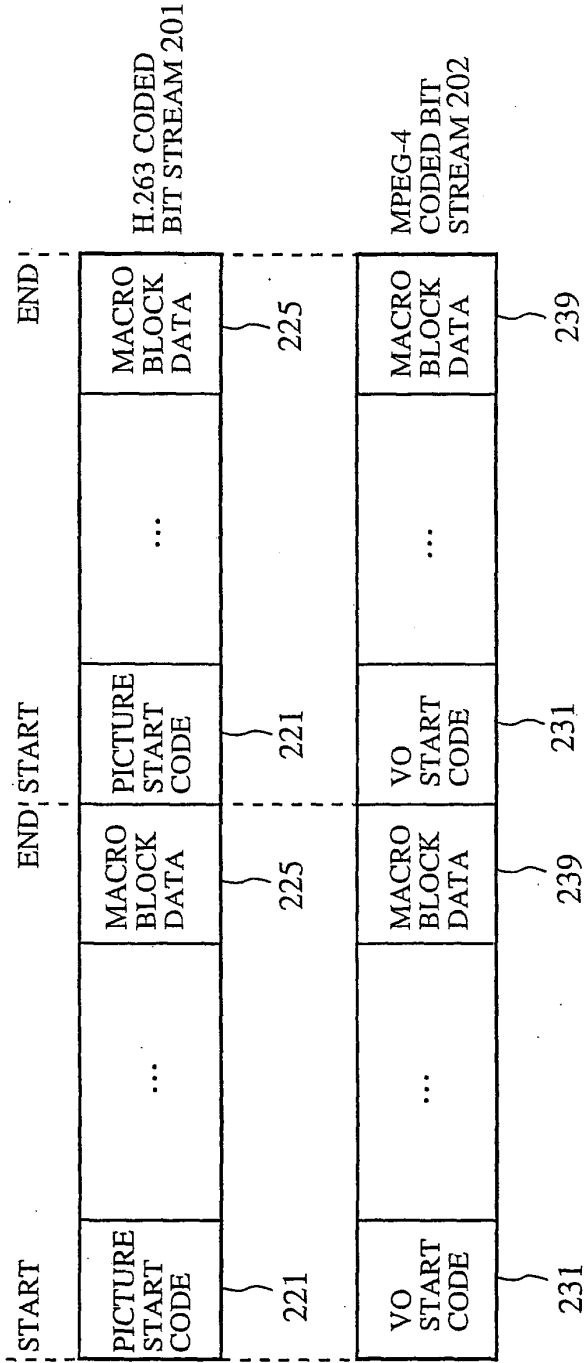 START
END
START
END
PICTURE
START
CODE
...
MACRO
BLOCK
DATA
PICTURE
START
CODE
...
MACRO
BLOCK
DATA
H.263 CODED
BIT STREAM 201
221
225
221
225
VO
START
CODE
...
MACRO
BLOCK
DATA
VO
START
CODE
...
MACRO
BLOCK
DATA
MPEG-4
CODED BIT
STREAM 202
231
239
231
239